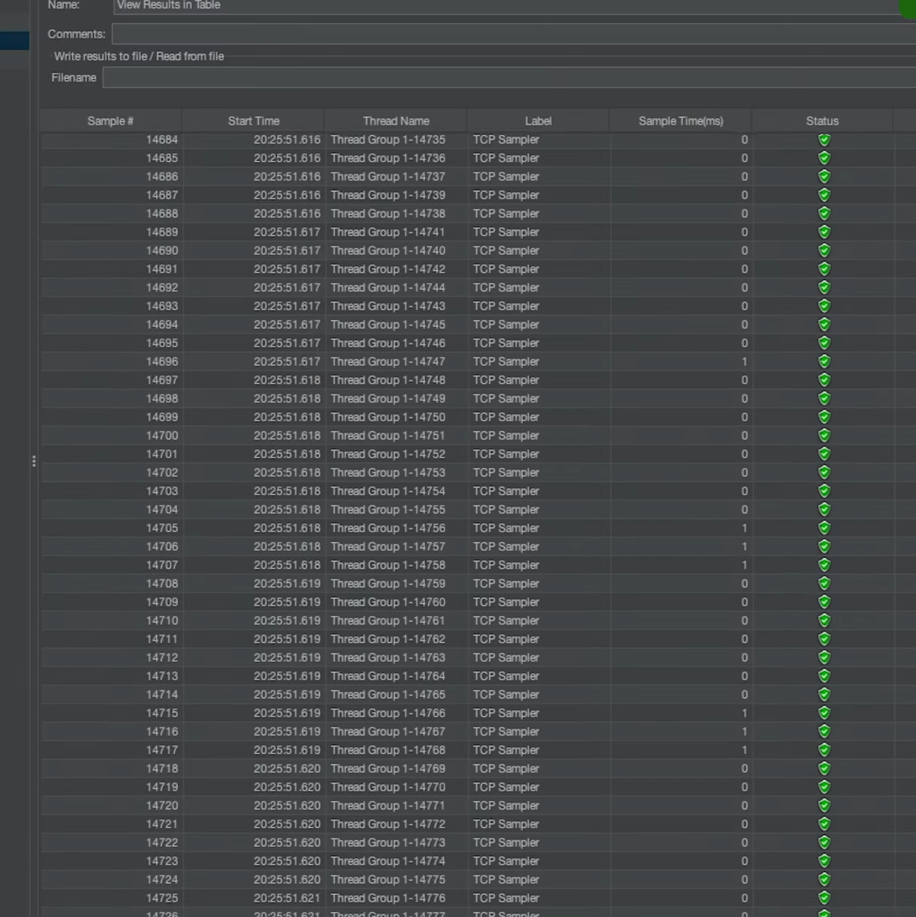 Name: View Results in Table
Comments:
Write results to file / Read from file
Filename
Sample # Start Time Thread Name Label Sample Time(ms) Status
14684 20:25:51.616 Thread Group 1-14735 TCP Sampler 0
14685 20:25:51.616 Thread Group 1-14736 TCP Sampler 0
14686 20:25:51.616 Thread Group 1-14737 TCP Sampler 0
14687 20:25:51.616 Thread Group 1-14739 TCP Sampler 0
14688 20:25:51.616 Thread Group 1-14738 TCP Sampler 0
14689 20:25:51.617 Thread Group 1-14741 TCP Sampler 0
14690 20:25:51.617 Thread Group 1-14740 TCP Sampler 0
14691 20:25:51.617 Thread Group 1-14742 TCP Sampler 0
14692 20:25:51.617 Thread Group 1-14744 TCP Sampler 0
14693 20:25:51.617 Thread Group 1-14743 TCP Sampler 0
14694 20:25:51.617 Thread Group 1-14745 TCP Sampler 0
14695 20:25:51.617 Thread Group 1-14746 TCP Sampler 0
14696 20:25:51.617 Thread Group 1-14747 TCP Sampler 1
14697 20:25:51.618 Thread Group 1-14748 TCP Sampler 0
14698 20:25:51.618 Thread Group 1-14749 TCP Sampler 0
14699 20:25:51.618 Thread Group 1-14750 TCP Sampler 0
14700 20:25:51.618 Thread Group 1-14751 TCP Sampler 0
14701 20:25:51.618 Thread Group 1-14752 TCP Sampler 0
14702 20:25:51.618 Thread Group 1-14753 TCP Sampler 0
14703 20:25:51.618 Thread Group 1-14754 TCP Sampler 0
14704 20:25:51.618 Thread Group 1-14755 TCP Sampler 0
14705 20:25:51.618 Thread Group 1-14756 TCP Sampler 1
14706 20:25:51.618 Thread Group 1-14757 TCP Sampler 1
14707 20:25:51.618 Thread Group 1-14758 TCP Sampler 1
14708 20:25:51.619 Thread Group 1-14759 TCP Sampler 0
14709 20:25:51.619 Thread Group 1-14760 TCP Sampler 0
14710 20:25:51.619 Thread Group 1-14761 TCP Sampler 0
14711 20:25:51.619 Thread Group 1-14762 TCP Sampler 0
14712 20:25:51.619 Thread Group 1-14763 TCP Sampler 0
14713 20:25:51.619 Thread Group 1-14764 TCP Sampler 0
14714 20:25:51.619 Thread Group 1-14765 TCP Sampler 0
14715 20:25:51.619 Thread Group 1-14766 TCP Sampler 1
14716 20:25:51.619 Thread Group 1-14767 TCP Sampler 1
14717 20:25:51.619 Thread Group 1-14768 TCP Sampler 1
14718 20:25:51.620 Thread Group 1-14769 TCP Sampler 0
14719 20:25:51.620 Thread Group 1-14770 TCP Sampler 0
14720 20:25:51.620 Thread Group 1-14771 TCP Sampler 0
14721 20:25:51.620 Thread Group 1-14772 TCP Sampler 0
14722 20:25:51.620 Thread Group 1-14773 TCP Sampler 0
14723 20:25:51.620 Thread Group 1-14774 TCP Sampler 0
14724 20:25:51.620 Thread Group 1-14775 TCP Sampler 0
14725 20:25:51.621 Thread Group 1-14776 TCP Sampler 0
14726 20:25:51.621 Thread Group 1-14777 TCP Sampler 0